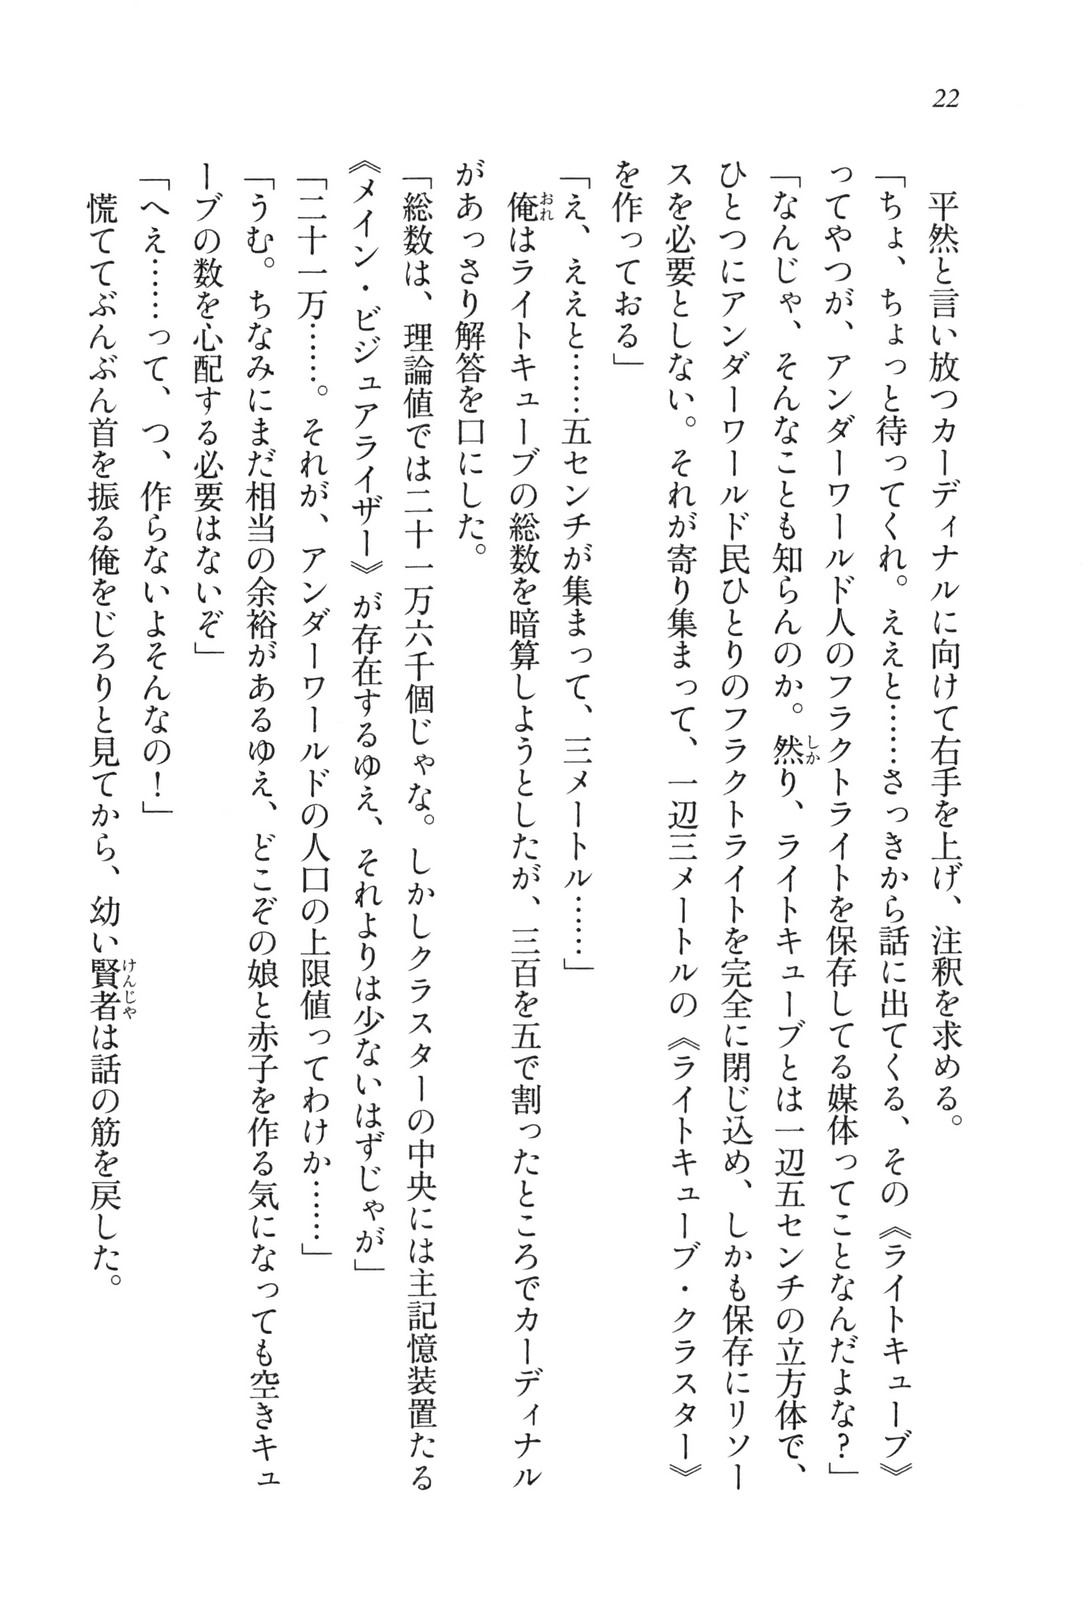 22
　平然と言い放つカーディナルに向けて右手を上げ、注釈を求める。
「ちょ、ちょっと待ってくれ。ええと……さっきから話に出てくる、その《ライトキューブ》
ってやつが、アンダーワールド人のフラクトライトを保存してる媒体ってことなんだよな？」
「なんじゃ、そんなことも知らんのか。然り、ライトキューブとは一辺五センチの立方体で、
ひとつにアンダーワールド民ひとりのフラクトライトを完全に閉じ込め、しかも保存にリソー
スを必要としない。それが寄り集まって、一辺三メートルの《ライトキューブ・クラスター》
を作っておる」
「え、ええと……五センチが集まって、三メートル……」
　俺はライトキューブの総数を暗算しようとしたが、三百を五で割ったところでカーディナル
があっさり解答を口にした。
「総数は、理論値では二十一万六千個じゃな。しかしクラスターの中央には主記憶装置たる
《メイン・ビジュアライザー》が存在するゆえ、それよりは少ないはずじゃが」
「二十一万……。それが、アンダーワールドの人口の上限値ってわけか……」
「うむ。ちなみにまだ相当の余裕があるゆえ、どこぞの娘と赤子を作る気になっても空きキュ
ーブの数を心配する必要はないぞ」
「へえ……って、つ、作らないよそんなの！」
　慌ててぶんぶん首を振る俺をじろりと見てから、幼い賢者は話の筋を戻した。